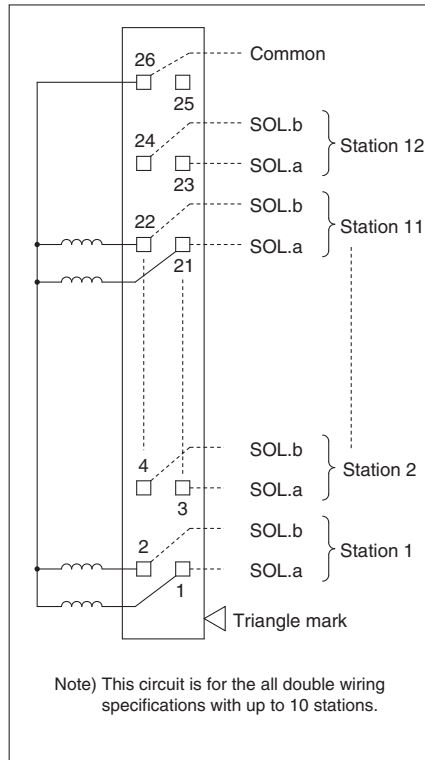 26
Common
25
24
SOL.b
Station 12
SOL.a
23
22
SOL.b
Station 11
SOL.a
21
4
SOL.b
Station 2
SOL.a
3
2
SOL.b
Station 1
SOL.a
1
Triangle mark
Note) This circuit is for the all double wiring
specifications with up to 10 stations.